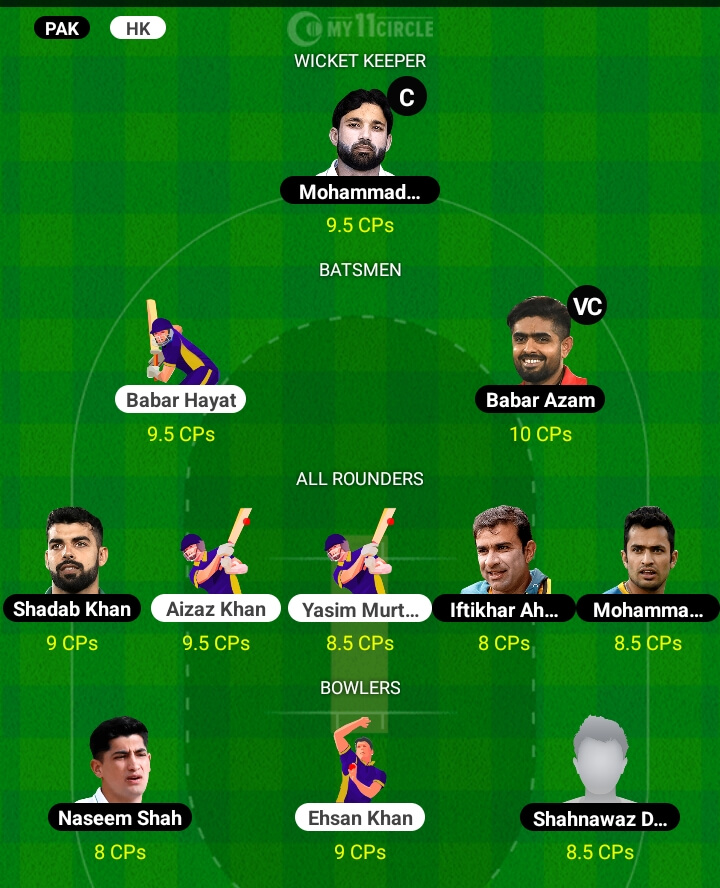 PAK HK MY11CIRCLE
WICKET KEEPER
C
Mohammad...
9.5 CPs
BATSMEN
VC
Babar Hayat Babar Azam
9.5 CPs 10 CPs
ALL ROUNDERS
Shadab Khan Aizaz Khan Yasim Murt... Iftikhar Ah... Mohamma...
9 CPs 9.5 CPs 8.5 CPs 8 CPs 8.5 CPs
BOWLERS
Naseem Shah Ehsan Khan Shahnawaz D...
8 CPs 9 CPs 8.5 CPs